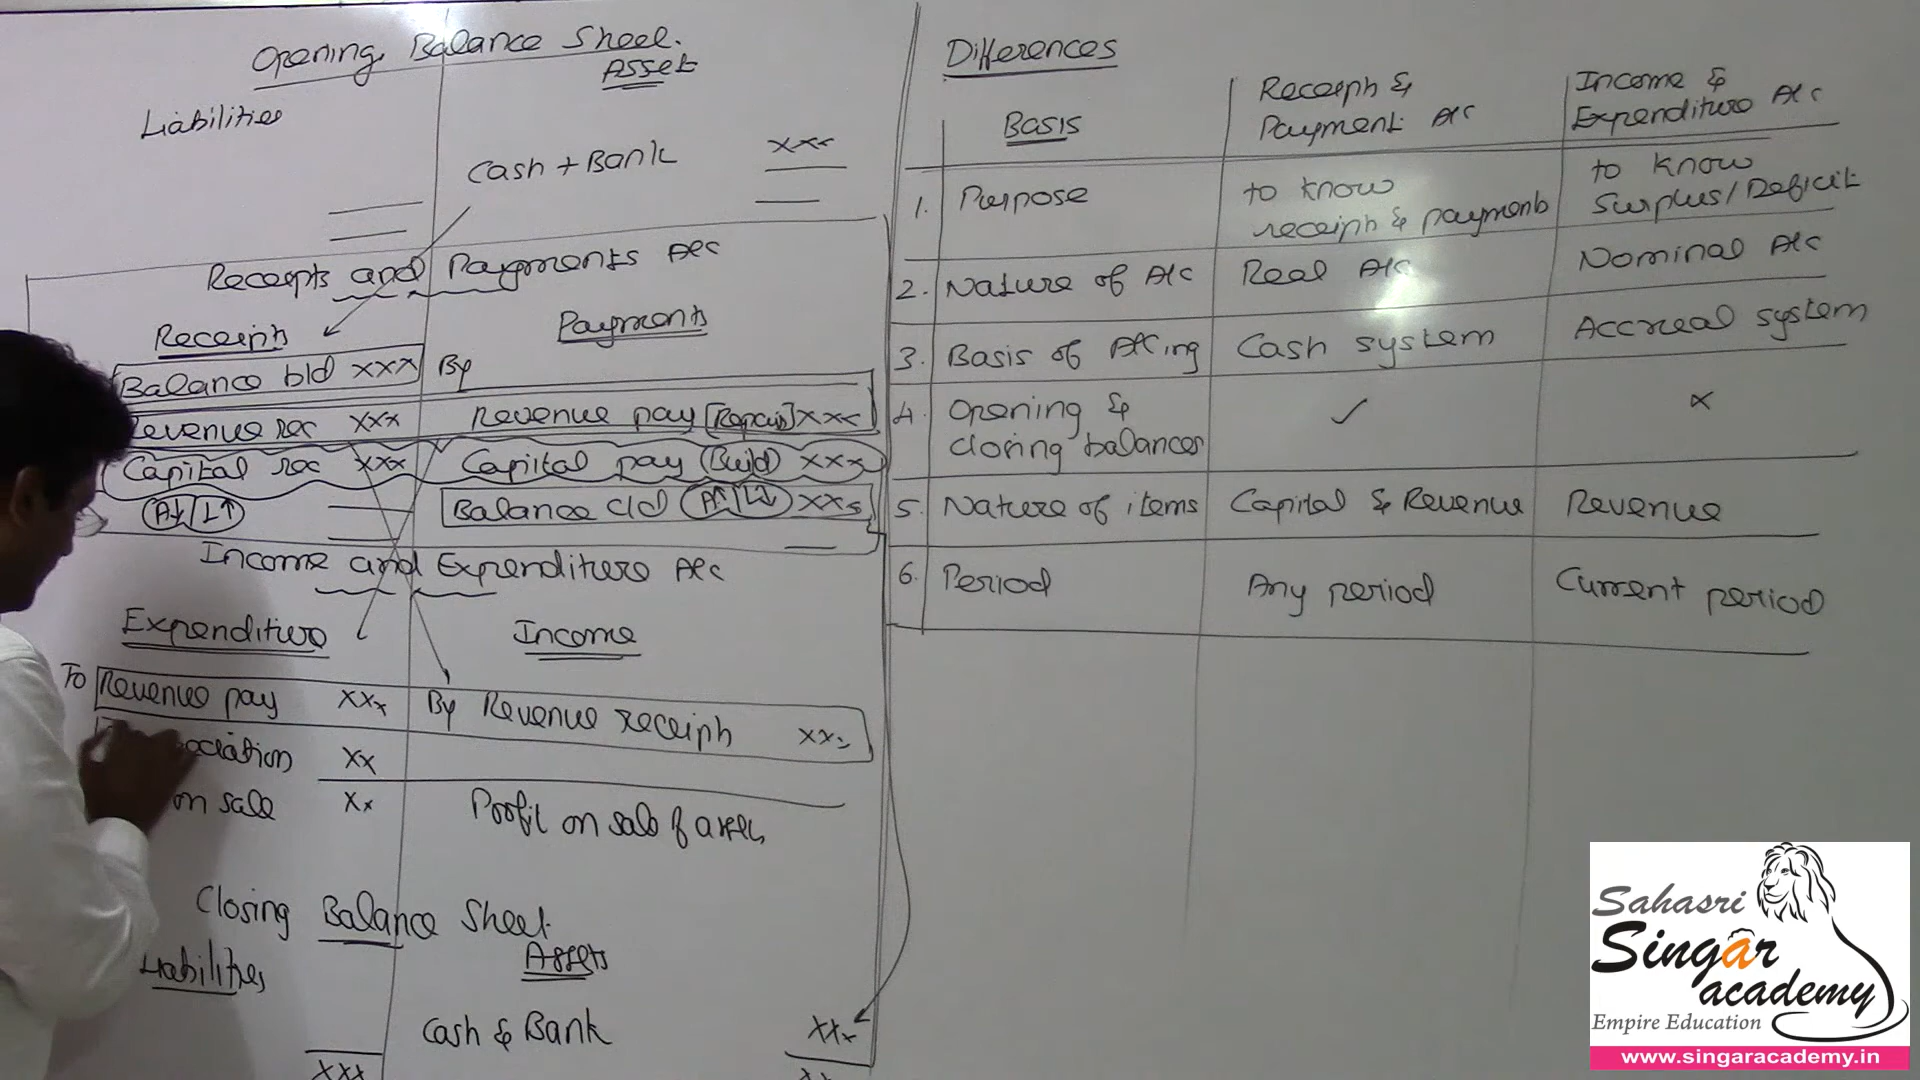 Opening Balance Sheet.
Liabilities
Asset
Cash + Bank xxx
Receipts and Payments A/c
Receipts
Payments
Balance b/d xxx By
Revenue rec xxx Revenue pay [Repair] xxx
Capital rec xxx Capital pay (Build) xxx
A↓/L↑ Balance c/d (A↑/L↓) xxx
Income and Expenditure A/c
Expenditure
Income
To Revenue pay xxx By Revenue receipts xxx
xx
on sale xx Profit on sale of assets
Closing Balance Sheet.
Liabilities
Assets
Cash & Bank xxx
xxx
Differences
Basis
Receipts &
Payment A/c
Income &
Expenditure A/c
1. Purpose
to know
receipts & payments
to know
Surplus/Deficit
2. Nature of A/c Real A/c Nominal A/c
3. Basis of A/cing Cash system Accrual system
4. Opening &
closing balances
✓ ×
5. Nature of items Capital & Revenue Revenue
6. Period Any period Current period
Sahasri
Singar
academy
Empire Education
www.singaracademy.in